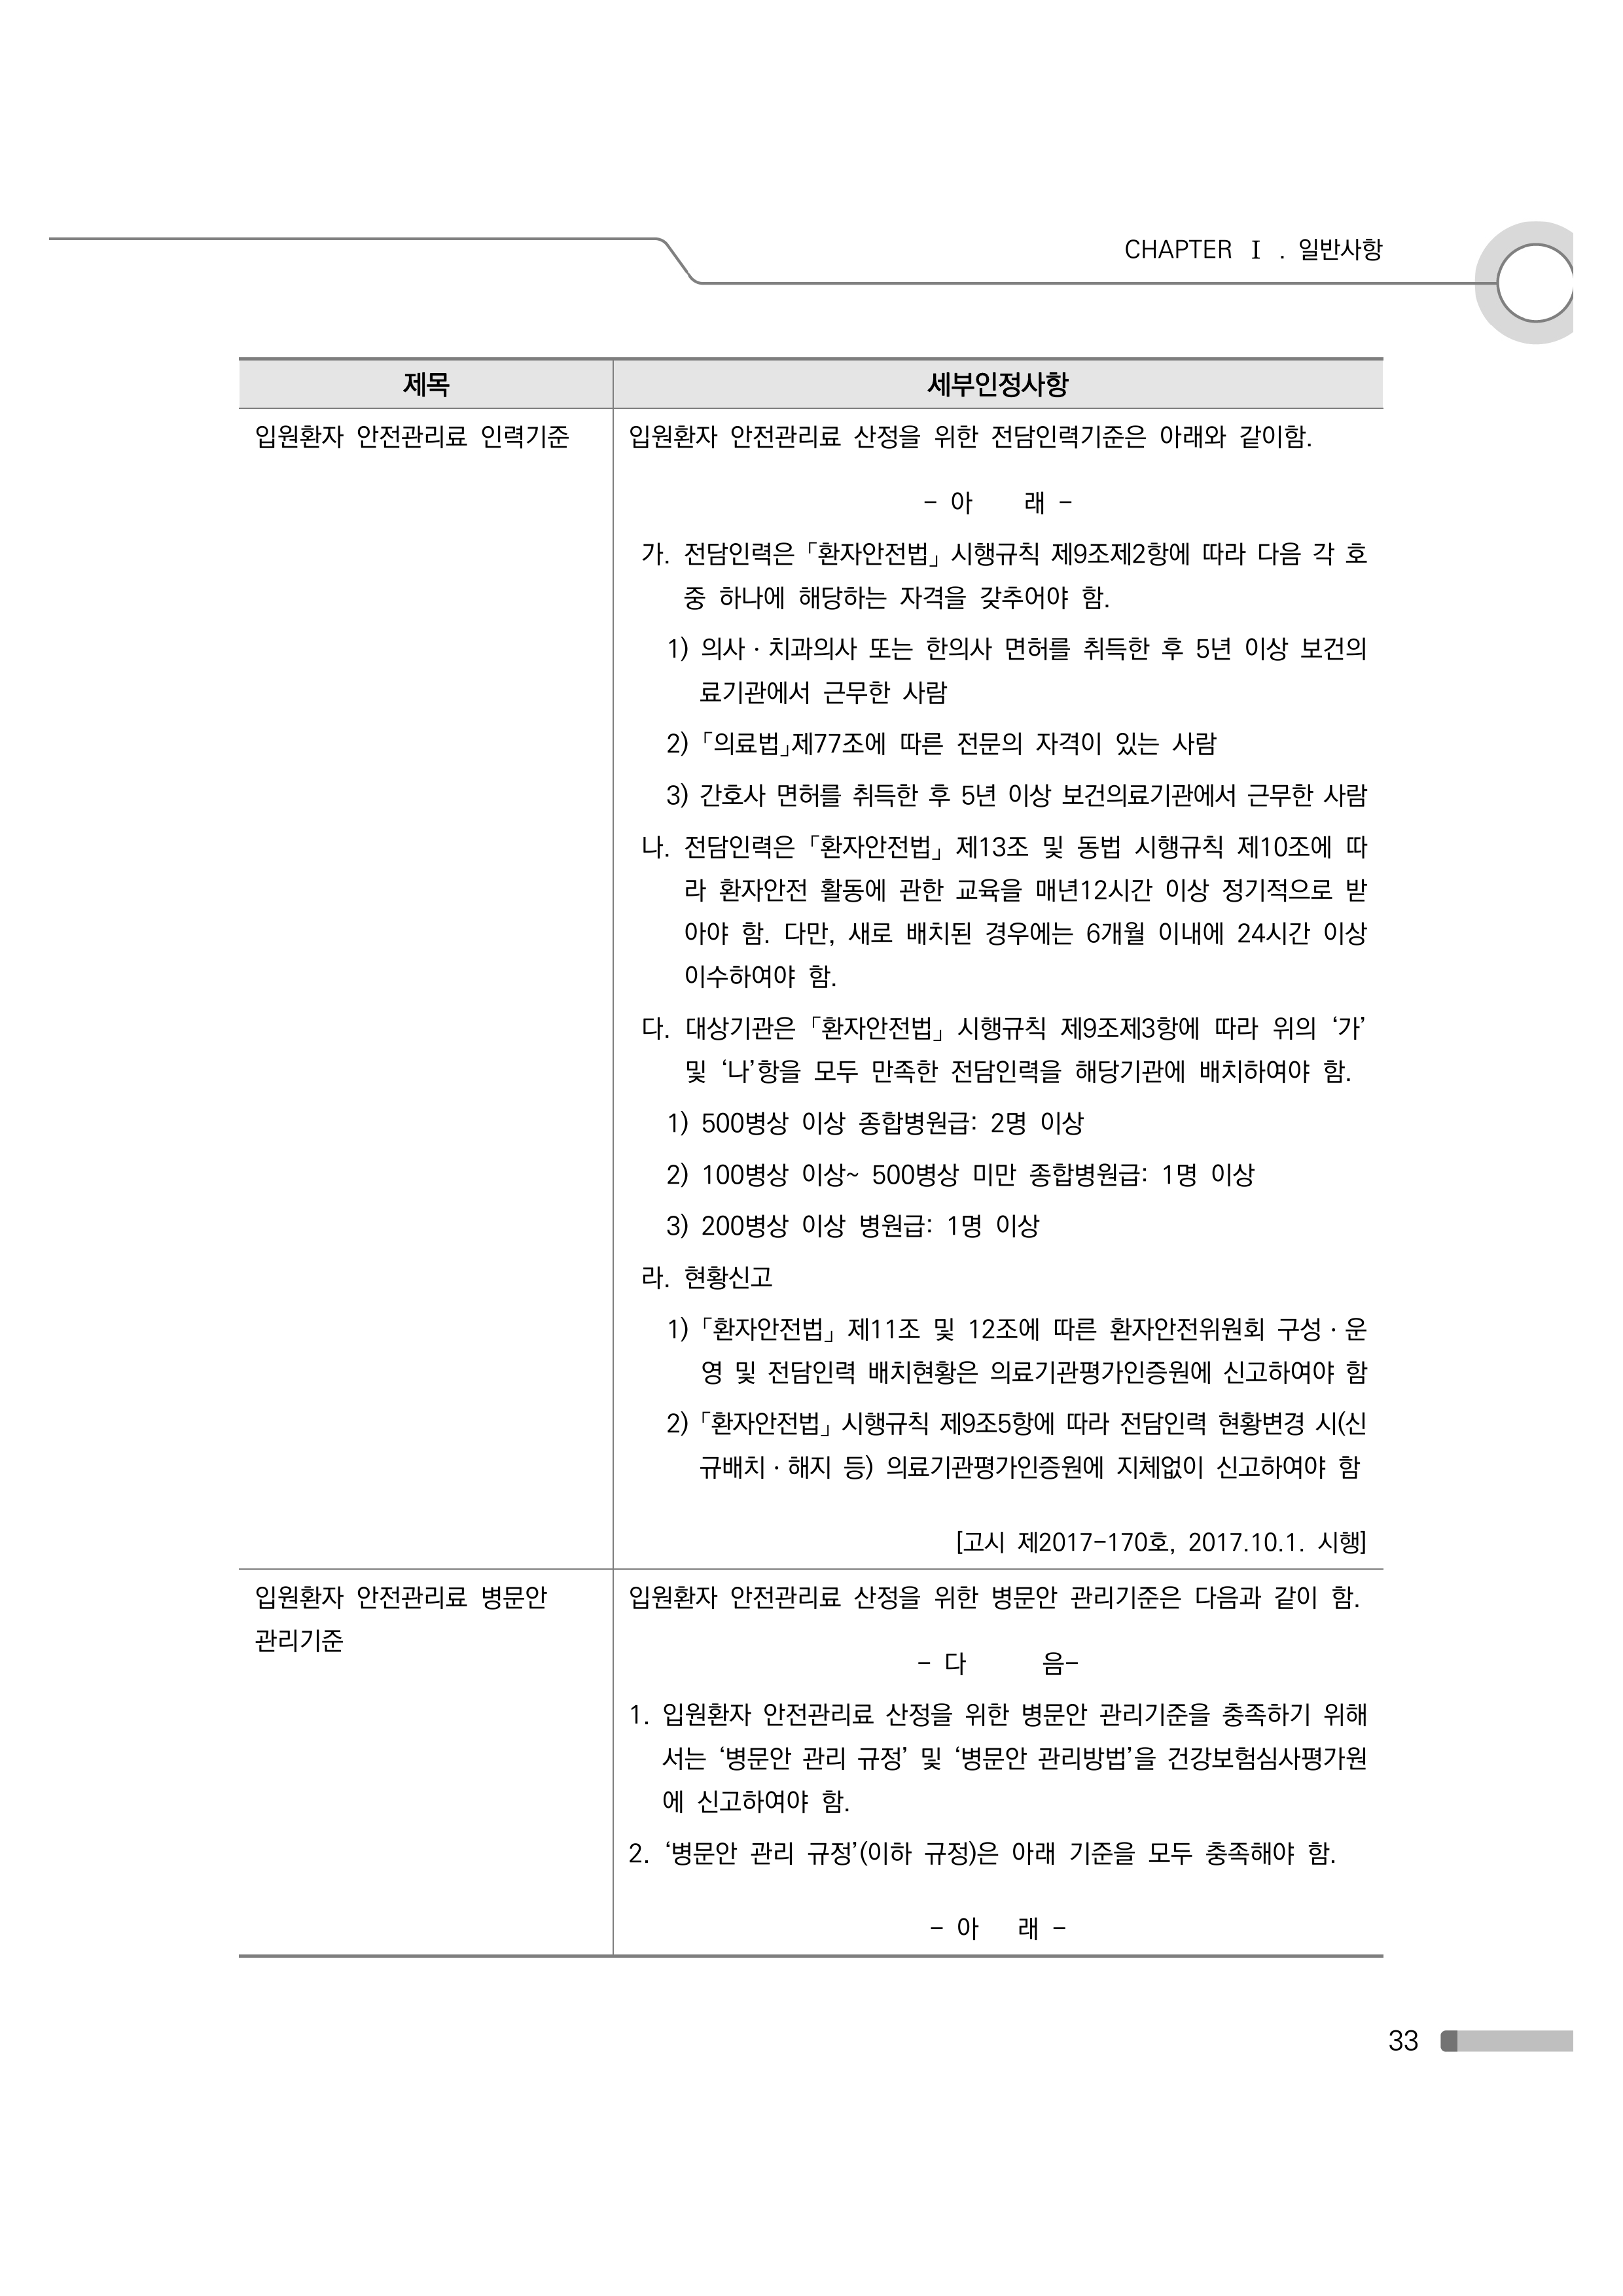 CHAPTER Ⅰ. 일반사항
제목
세부인정사항
입원환자 안전관리료 인력기준
입원환자 안전관리료 산정을 위한 전담인력기준은 아래와 같이함.
- 아 래 -
가. 전담인력은「환자안전법」시행규칙 제9조제2항에 따라 다음 각 호
중 하나에 해당하는 자격을 갖추어야 함.
1) 의사·치과의사 또는 한의사 면허를 취득한 후 5년 이상 보건의
료기관에서 근무한 사람
2)「의료법」제77조에 따른 전문의 자격이 있는 사람
3) 간호사 면허를 취득한 후 5년 이상 보건의료기관에서 근무한 사람
나. 전담인력은「환자안전법」제13조 및 동법 시행규칙 제10조에 따
라 환자안전 활동에 관한 교육을 매년12시간 이상 정기적으로 받
아야 함. 다만, 새로 배치된 경우에는 6개월 이내에 24시간 이상
이수하여야 함.
다. 대상기관은「환자안전법」시행규칙 제9조제3항에 따라 위의 ‘가’
및 ‘나’항을 모두 만족한 전담인력을 해당기관에 배치하여야 함.
1) 500병상 이상 종합병원급: 2명 이상
2) 100병상 이상~ 500병상 미만 종합병원급: 1명 이상
3) 200병상 이상 병원급: 1명 이상
라. 현황신고
1)「환자안전법」제11조 및 12조에 따른 환자안전위원회 구성·운
영 및 전담인력 배치현황은 의료기관평가인증원에 신고하여야 함
2)「환자안전법」시행규칙 제9조5항에 따라 전담인력 현황변경 시(신
규배치·해지 등) 의료기관평가인증원에 지체없이 신고하여야 함
[고시 제2017-170호, 2017.10.1. 시행]
입원환자 안전관리료 병문안
관리기준
입원환자 안전관리료 산정을 위한 병문안 관리기준은 다음과 같이 함.
- 다 음-
1. 입원환자 안전관리료 산정을 위한 병문안 관리기준을 충족하기 위해
서는 ‘병문안 관리 규정’ 및 ‘병문안 관리방법’을 건강보험심사평가원
에 신고하여야 함.
2. ‘병문안 관리 규정’(이하 규정)은 아래 기준을 모두 충족해야 함.
- 아 래 -
33